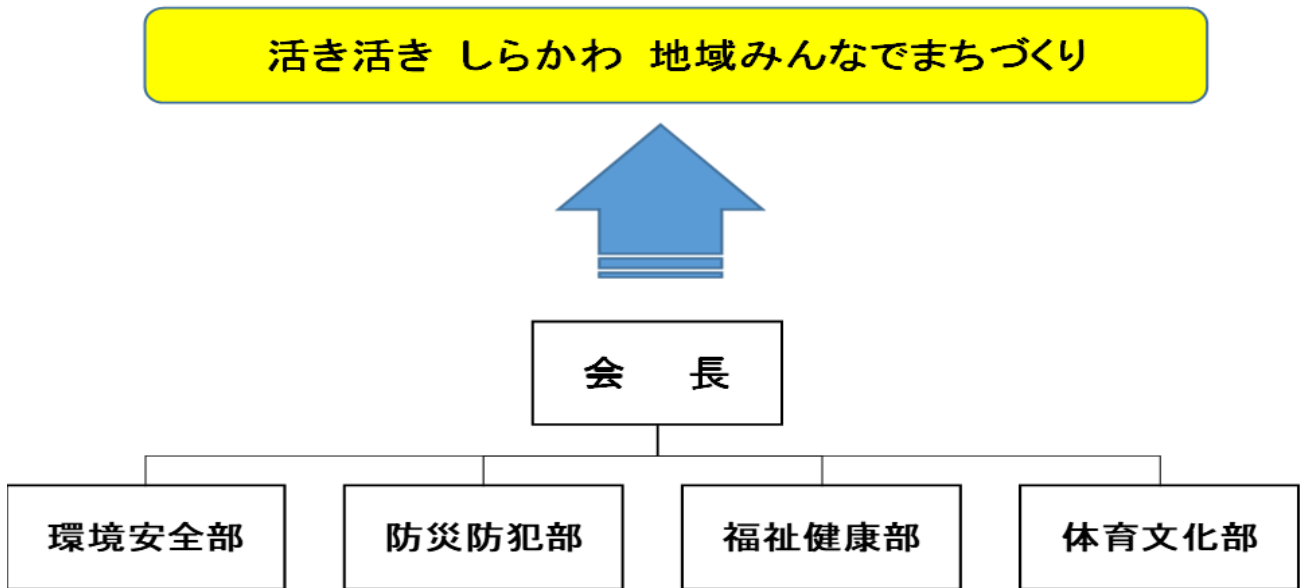 活き活き しらかわ 地域みんなでまちづくり
会 長
環境安全部 防災防犯部 福祉健康部 体育文化部